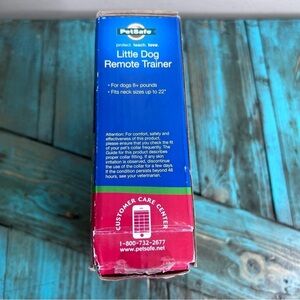 PetSafe
protect. teach. love.
Little Dog
Remote Trainer
• For dogs 8+ pounds
• Fits neck sizes up to 22"
Attention: For comfort, safety and
effectiveness of this product,
please ensure that you check the fit
of your pet's collar frequently. The
Guide for this product describes
proper collar fitting. If any skin
irritation is observed, discontinue
the use of the collar for a few days.
If the condition persists beyond 48
hours, see your veterinarian.
CUSTOMER CARE CENTER
1-800-732-2677
www.petsafe.net